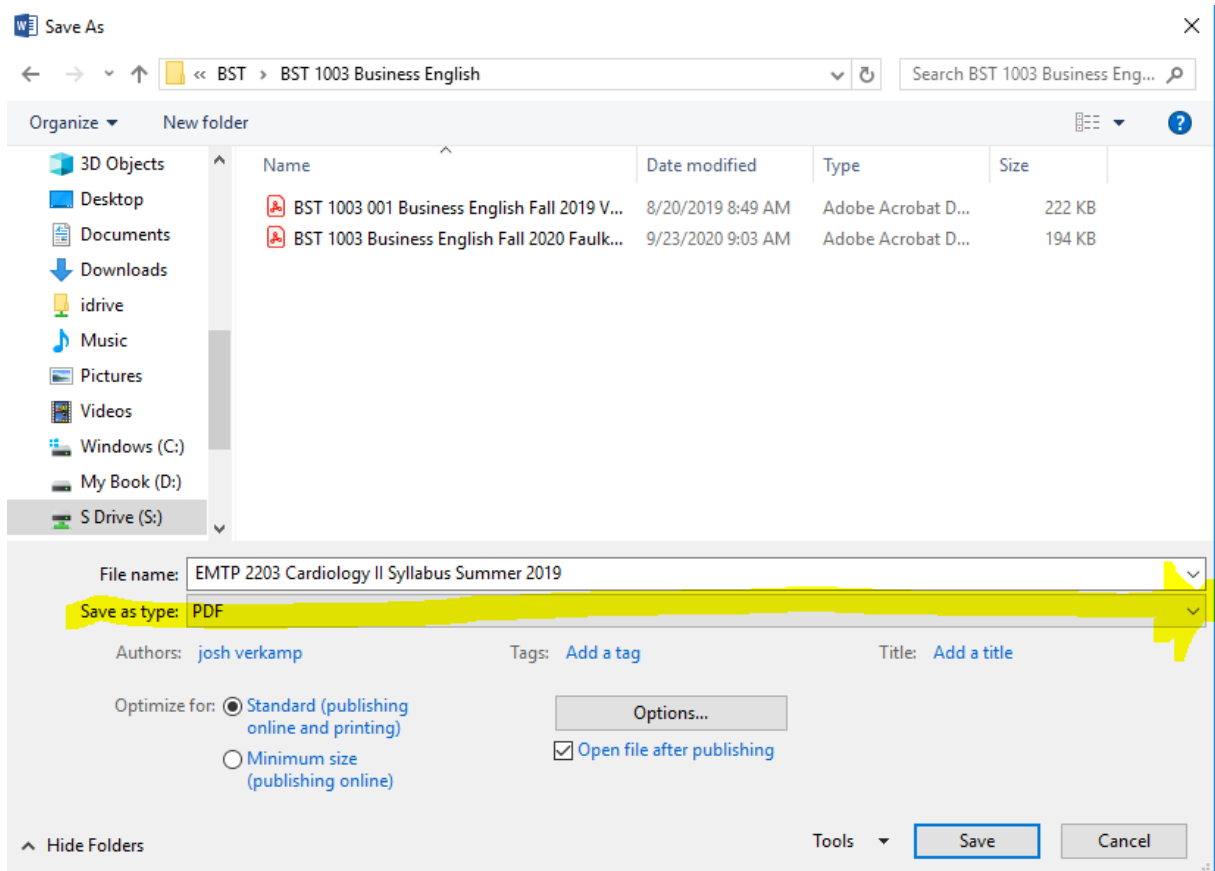 Save As
« BST > BST 1003 Business English
Search BST 1003 Business Eng...
Organize
New folder
?
Name
Date modified
Type
Size
3D Objects
Desktop
Documents
Downloads
idrive
Music
Pictures
Videos
Windows (C:)
My Book (D:)
S Drive (S:)
BST 1003 001 Business English Fall 2019 V... 8/20/2019 8:49 AM Adobe Acrobat D... 222 KB
BST 1003 Business English Fall 2020 Faulk... 9/23/2020 9:03 AM Adobe Acrobat D... 194 KB
File name: EMTP 2203 Cardiology II Syllabus Summer 2019
Save as type: PDF
Authors: josh verkamp
Tags: Add a tag
Title: Add a title
Optimize for: Standard (publishing
online and printing)
Minimum size
(publishing online)
Options...
Open file after publishing
Hide Folders
Tools
Save
Cancel